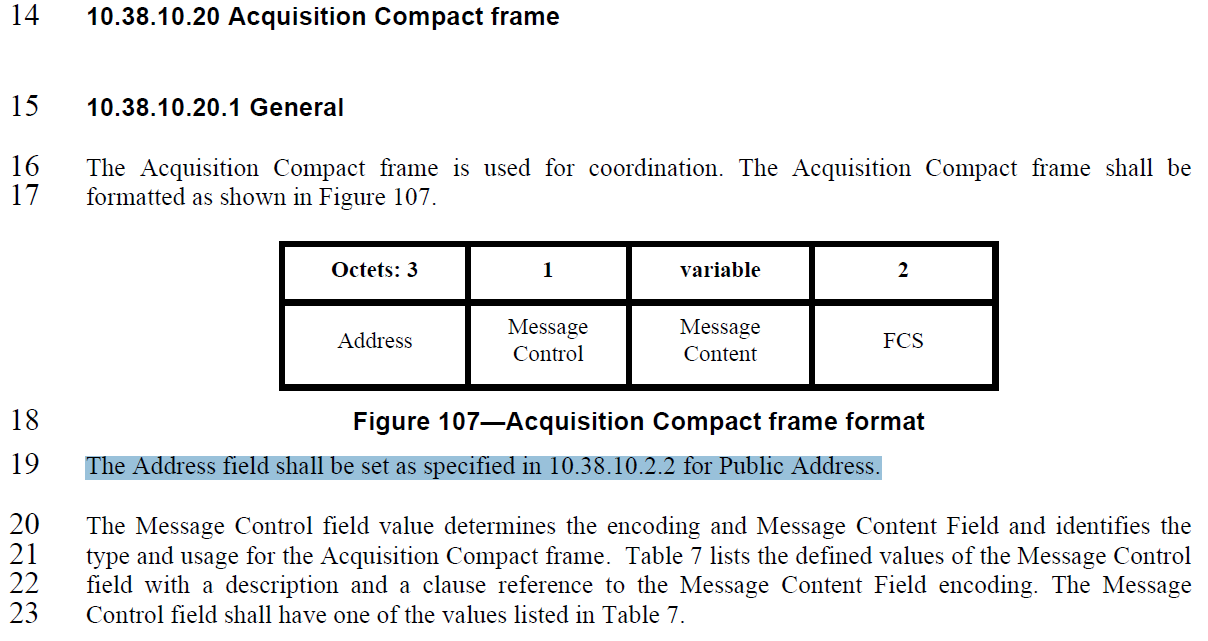 14 10.38.10.20 Acquisition Compact frame
15 10.38.10.20.1 General
16 The Acquisition Compact frame is used for coordination. The Acquisition Compact frame shall be
17 formatted as shown in Figure 107.
Octets: 3 1 variable 2
Address Message Control Message Content FCS
18 Figure 107—Acquisition Compact frame format
19 The Address field shall be set as specified in 10.38.10.2.2 for Public Address.
20 The Message Control field value determines the encoding and Message Content Field and identifies the
21 type and usage for the Acquisition Compact frame. Table 7 lists the defined values of the Message Control
22 field with a description and a clause reference to the Message Content Field encoding. The Message
23 Control field shall have one of the values listed in Table 7.